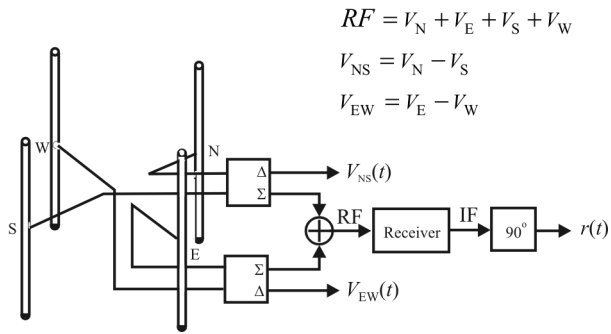 RF = V_N + V_E + V_S + V_W
V_NS = V_N − V_S
V_EW = V_E − V_W
W
N
S
E
Δ
Σ
V_NS(t)
RF
Receiver
IF
90°
r(t)
Σ
Δ
V_EW(t)